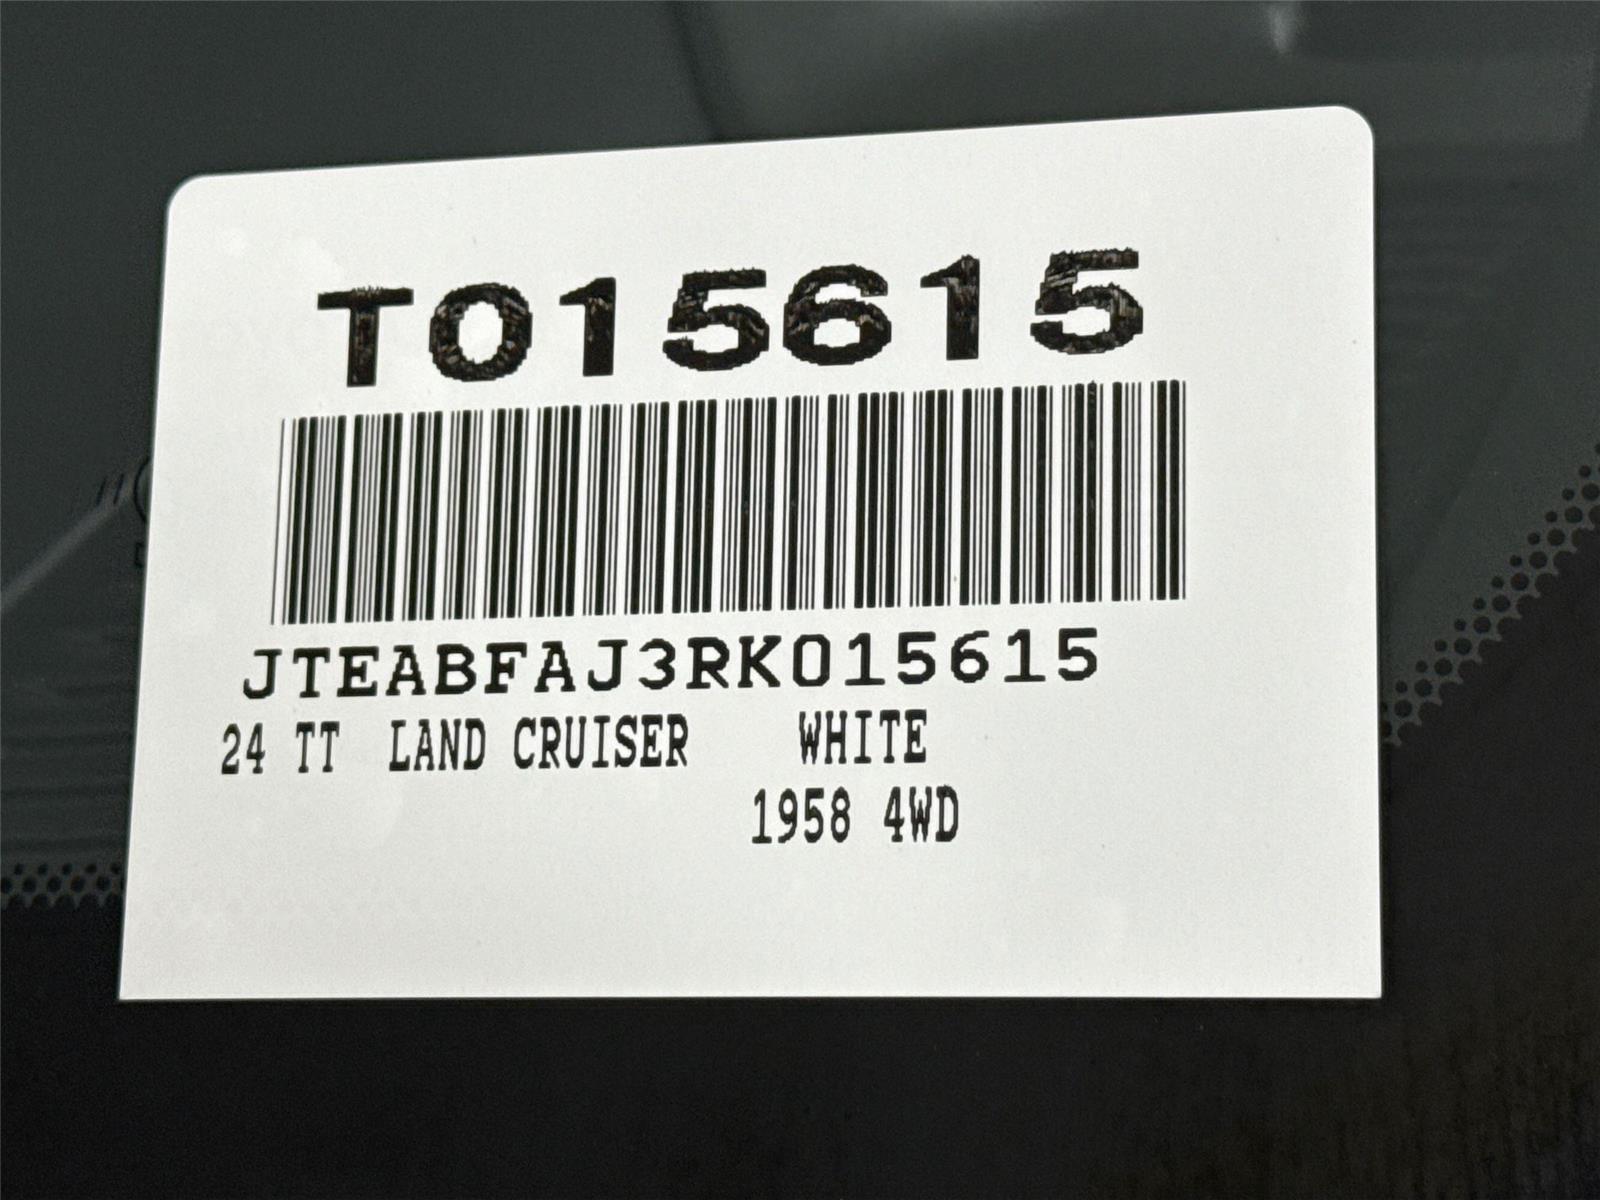 T015615
JTEABFAJ3RK015615
24 TT LAND CRUISER WHITE
1958 4WD